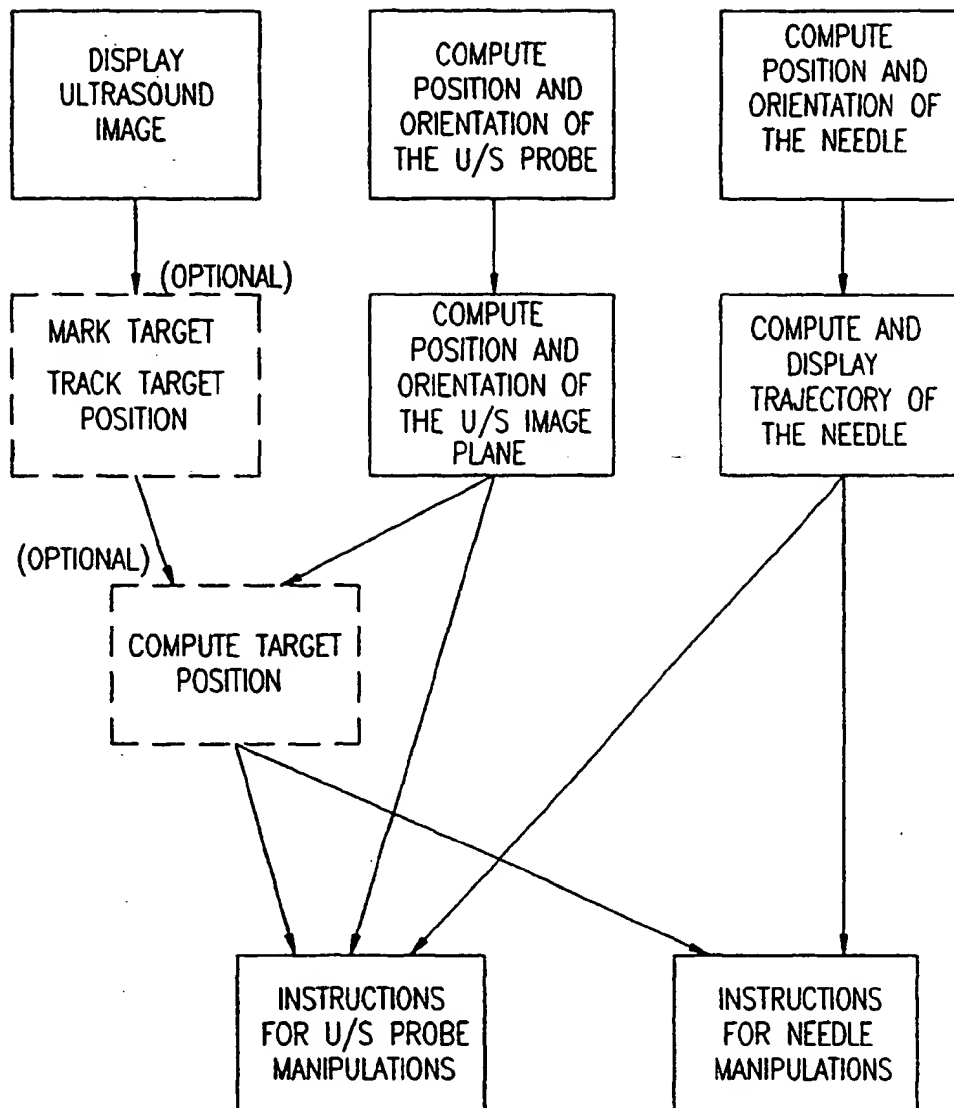 DISPLAY
ULTRASOUND
IMAGE
COMPUTE
POSITION AND
ORIENTATION OF
THE U/S PROBE
COMPUTE
POSITION AND
ORIENTATION OF
THE NEEDLE
(OPTIONAL)
MARK TARGET
TRACK TARGET
POSITION
COMPUTE
POSITION AND
ORIENTATION OF
THE U/S IMAGE
PLANE
COMPUTE AND
DISPLAY
TRAJECTORY OF
THE NEEDLE
(OPTIONAL)
COMPUTE TARGET
POSITION
INSTRUCTIONS
FOR U/S PROBE
MANIPULATIONS
INSTRUCTIONS
FOR NEEDLE
MANIPULATIONS